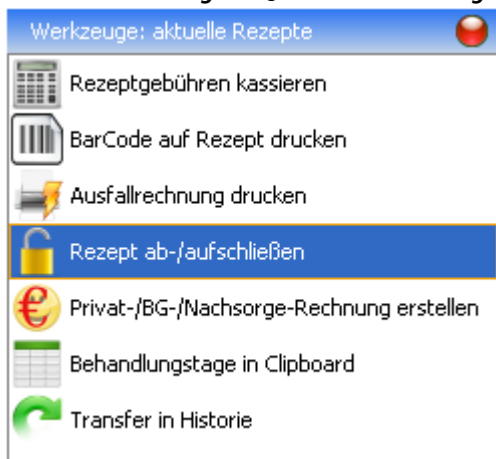 Werkzeuge: aktuelle Rezepte
Rezeptgebühren kassieren
BarCode auf Rezept drucken
Ausfallrechnung drucken
Rezept ab-/aufschließen
Privat-/BG-/Nachsorge-Rechnung erstellen
Behandlungstage in Clipboard
Transfer in Historie